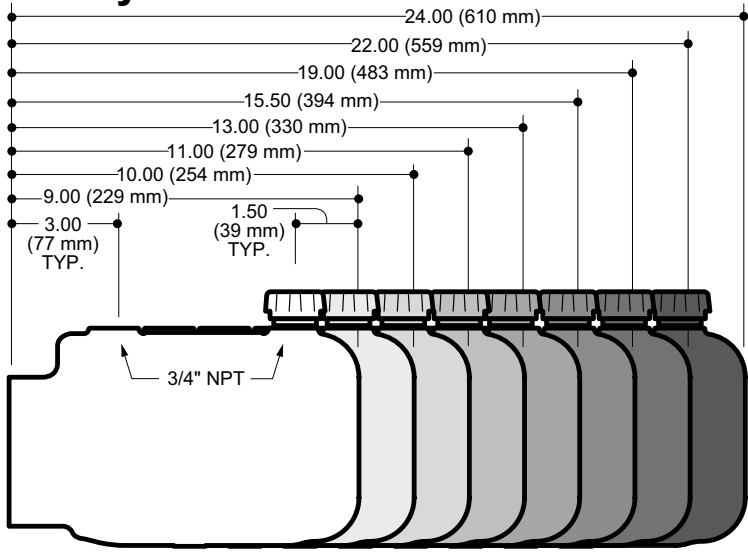 24.00 (610 mm)
22.00 (559 mm)
19.00 (483 mm)
15.50 (394 mm)
13.00 (330 mm)
11.00 (279 mm)
10.00 (254 mm)
9.00 (229 mm)
3.00
(77 mm)
TYP.
1.50
(39 mm)
TYP.
3/4" NPT